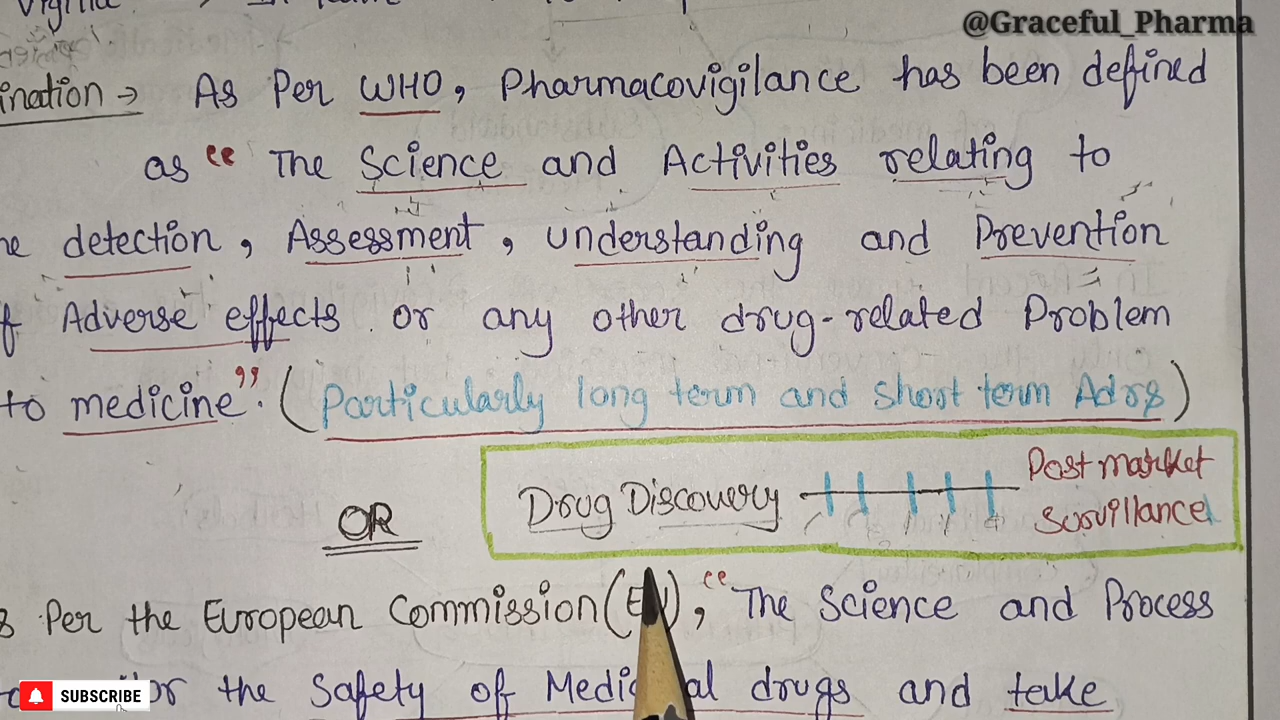 @Graceful_Pharma
ination → As Per WHO, Pharmacovigilance has been defined
as “ The Science and Activities relating to
detection, Assessment, understanding and Prevention
f Adverse effects or any other drug-related Problem
to medicine”. (Particularly long term and short term Adrs)
Drug Discovery
Post market
Survillance
OR
s Per the European Commission (EU), “The Science and Process
the Safety of drugs and take
SUBSCRIBE